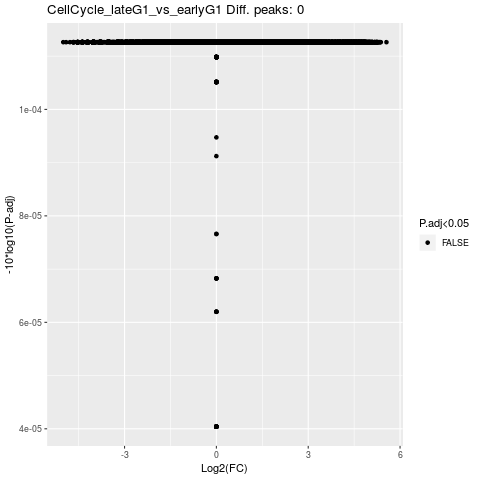 CellCycle_lateG1_vs_earlyG1 Diff. peaks: 0
-10*log10(P-adj)
1e-04
8e-05
6e-05
4e-05
-3
0
3
6
Log2(FC)
P.adj<0.05
FALSE